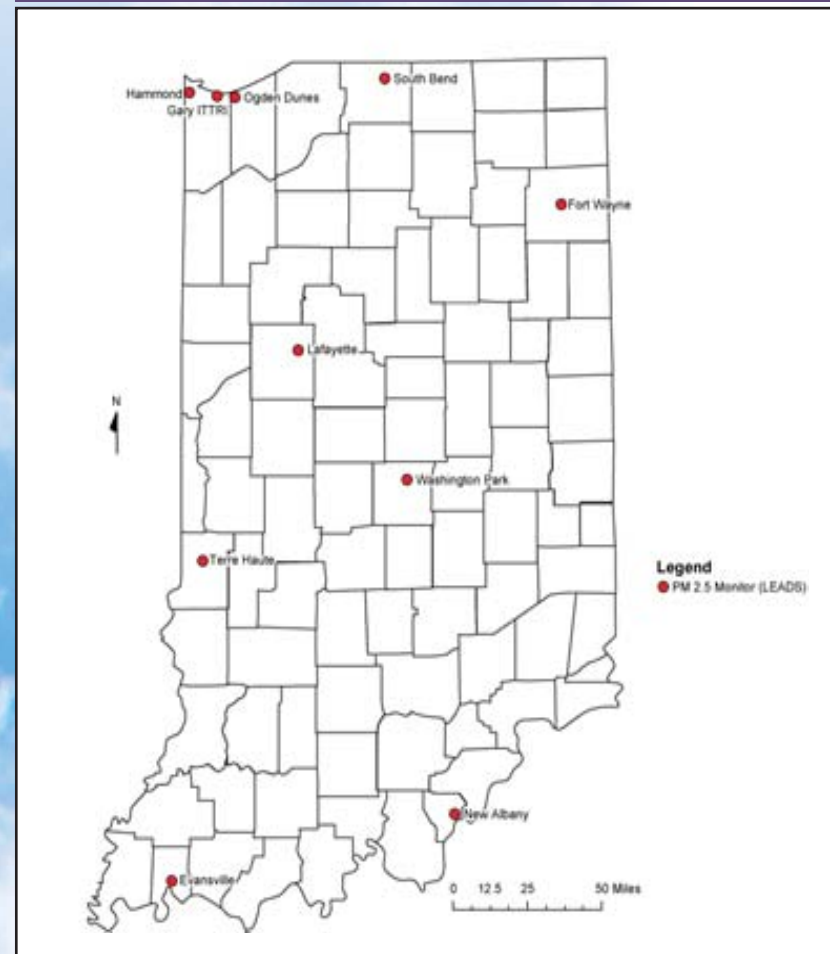 South Bend
Hammond
Gary ITTRI
Ogden Dunes
Fort Wayne
Lafayette
N
Washington Park
Terre Haute
Legend
PM 2.5 Monitor (LEADS)
New Albany
Evansville
0 12.5 25 50 Miles